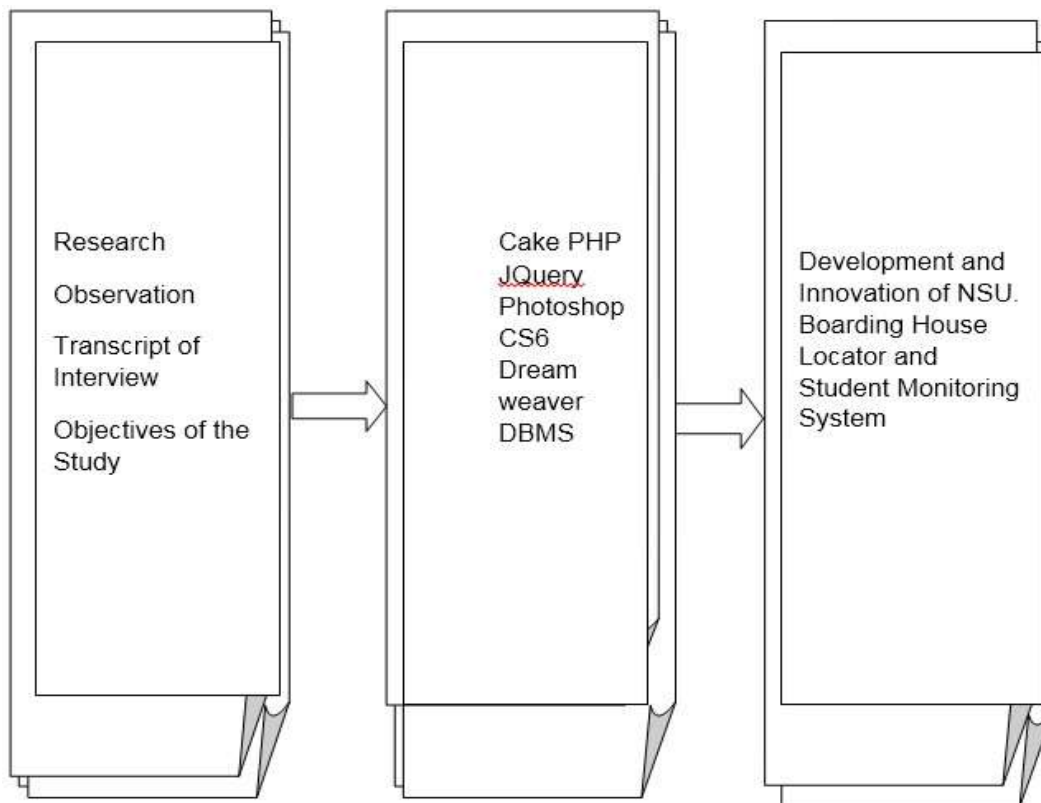 Research
Observation
Transcript of
Interview
Objectives of the
Study
Cake PHP
JQuery
Photoshop
CS6
Dream
weaver
DBMS
Development and
Innovation of NSU.
Boarding House
Locator and
Student Monitoring
System